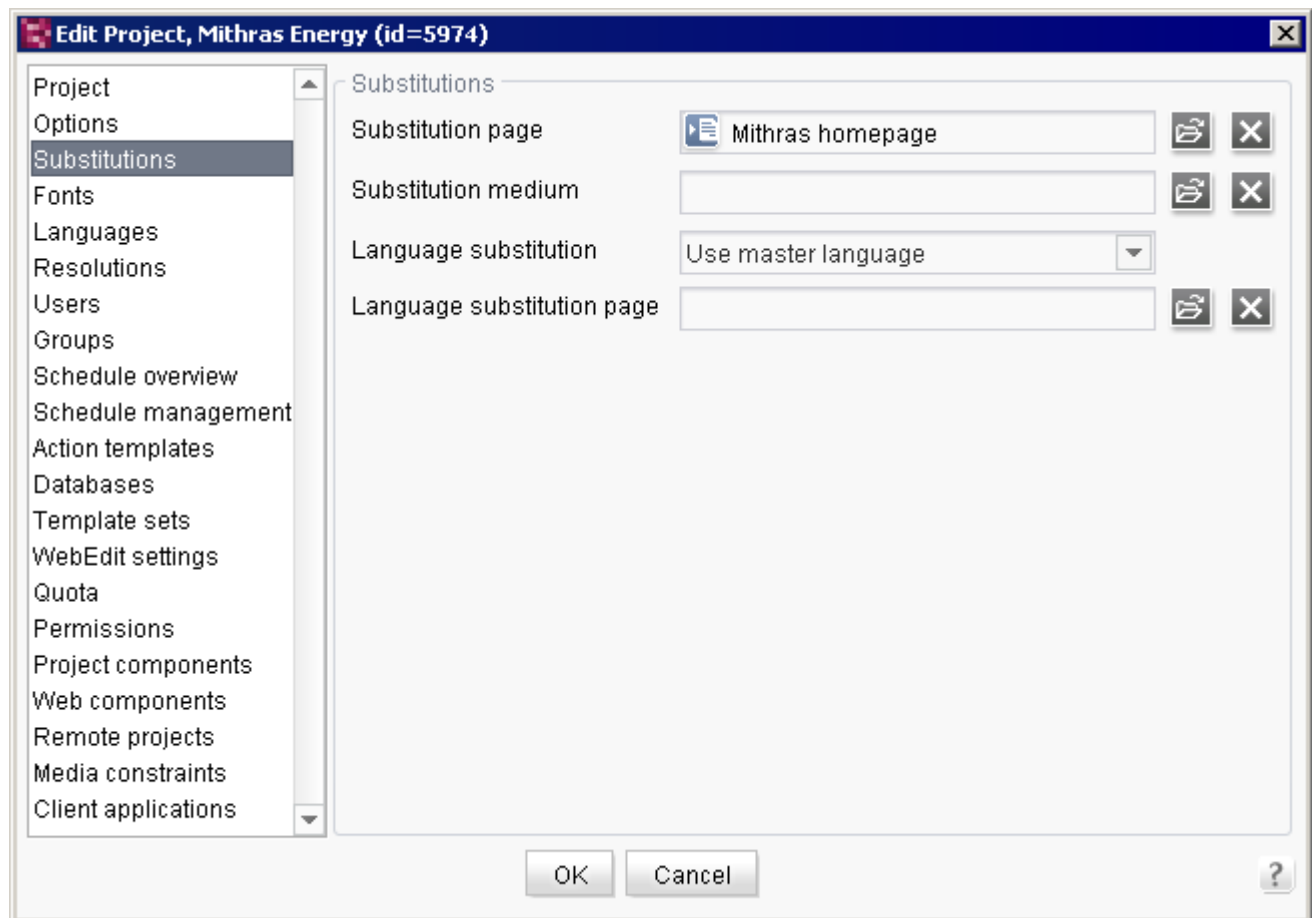 Edit Project, Mithras Energy (id=5974)
Project
Options
Substitutions
Fonts
Languages
Resolutions
Users
Groups
Schedule overview
Schedule management
Action templates
Databases
Template sets
WebEdit settings
Quota
Permissions
Project components
Web components
Remote projects
Media constraints
Client applications
Substitutions
Substitution page
Mithras homepage
Substitution medium
Language substitution
Use master language
Language substitution page
OK
Cancel
?